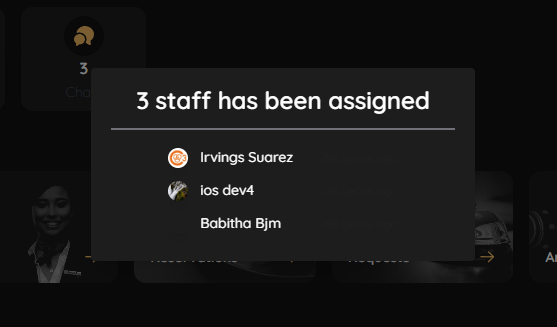 3
3 staff has been assigned
Irvings Suarez
ios dev4
Babitha Bjm